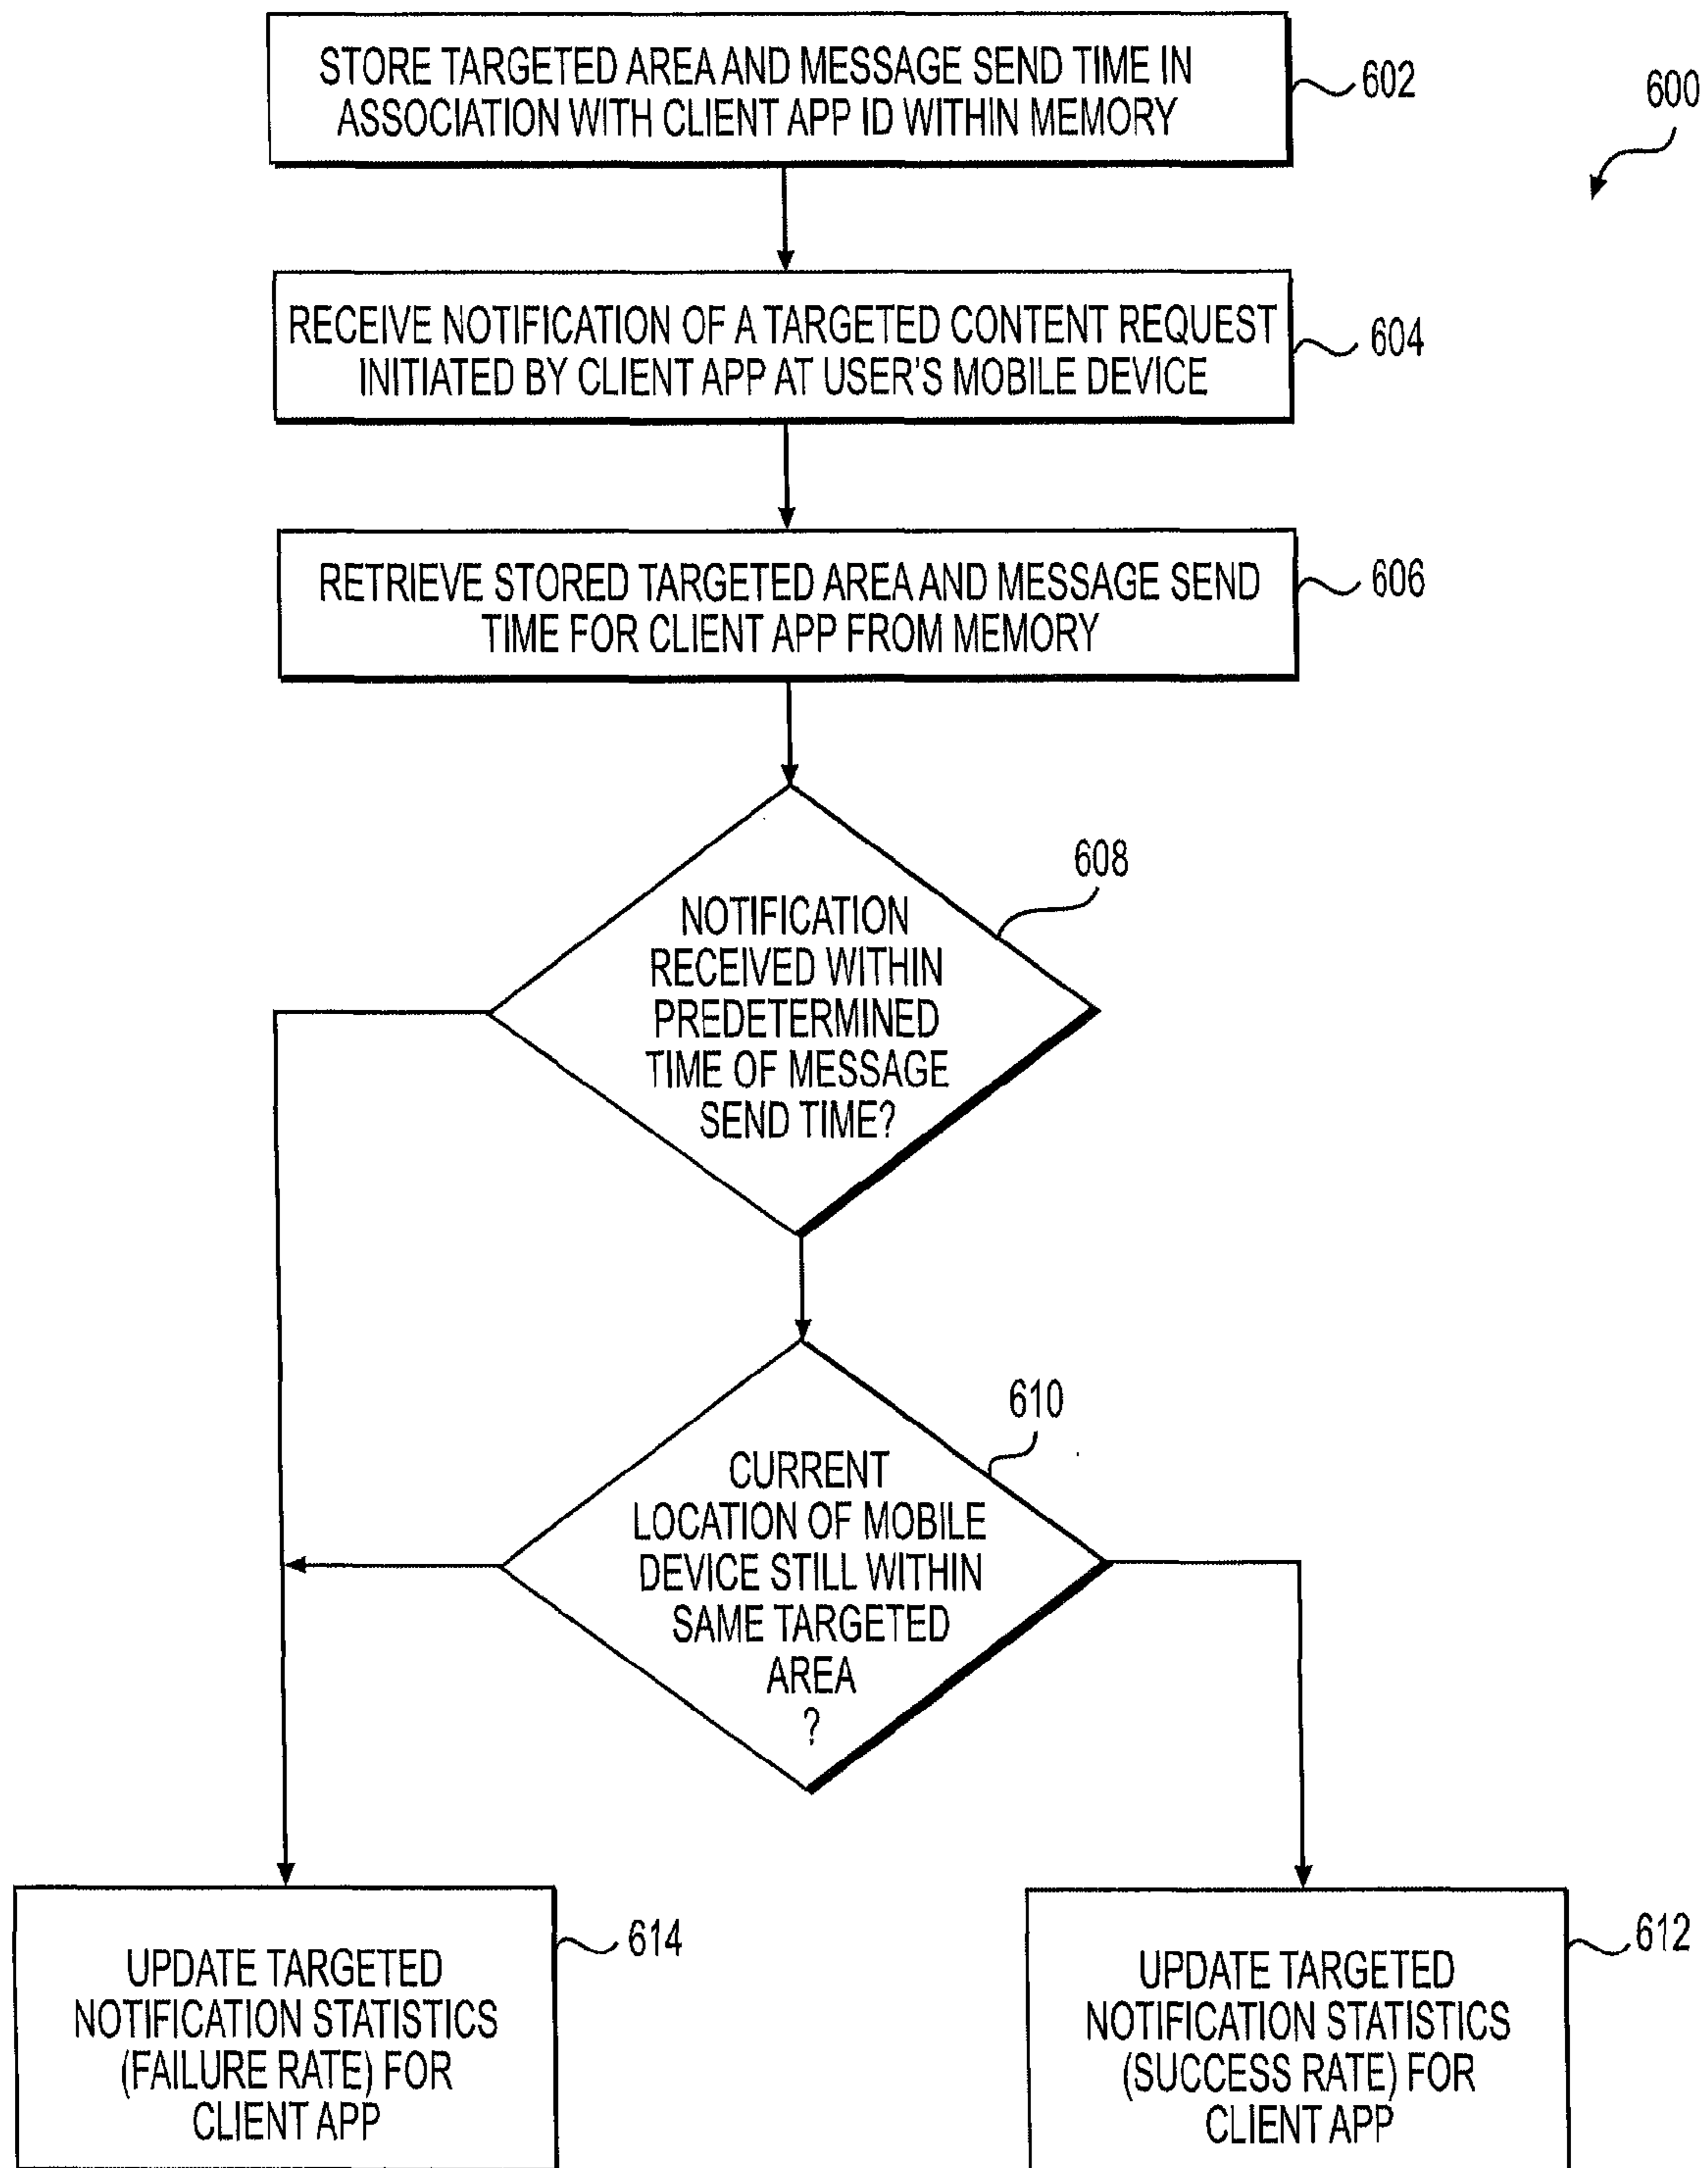 STORE TARGETED AREA AND MESSAGE SEND TIME IN
ASSOCIATION WITH CLIENT APP ID WITHIN MEMORY
602
600
RECEIVE NOTIFICATION OF A TARGETED CONTENT REQUEST
INITIATED BY CLIENT APP AT USER'S MOBILE DEVICE
604
RETRIEVE STORED TARGETED AREA AND MESSAGE SEND
TIME FOR CLIENT APP FROM MEMORY
606
608
NOTIFICATION
RECEIVED WITHIN
PREDETERMINED
TIME OF MESSAGE
SEND TIME?
610
CURRENT
LOCATION OF MOBILE
DEVICE STILL WITHIN
SAME TARGETED
AREA
?
614
UPDATE TARGETED
NOTIFICATION STATISTICS
(FAILURE RATE) FOR
CLIENT APP
612
UPDATE TARGETED
NOTIFICATION STATISTICS
(SUCCESS RATE) FOR
CLIENT APP